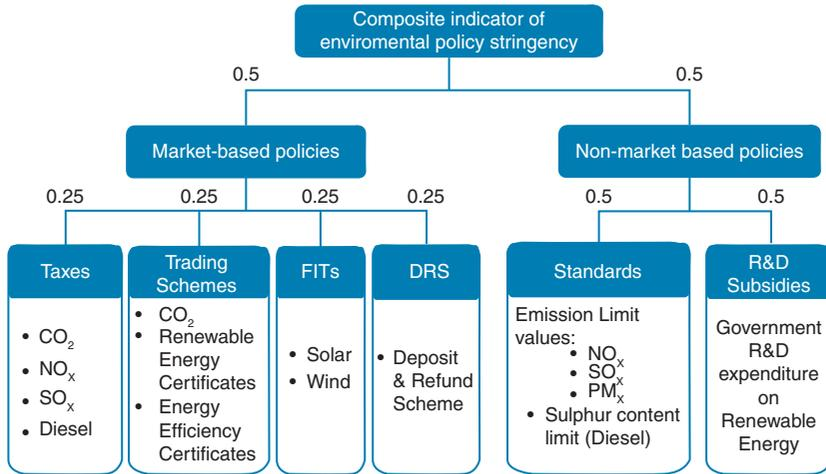 Composite indicator of
enviromental policy stringency
0.5
0.5
Market-based policies
Non-market based policies
0.25
0.25
0.25
0.25
0.5
0.5
Taxes
• CO₂
• NOₓ
• SOₓ
• Diesel
Trading
Schemes
• CO₂
• Renewable
Energy
Certificates
• Energy
Efficiency
Certificates
FITs
• Solar
• Wind
DRS
• Deposit
& Refund
Scheme
Standards
Emission Limit
values:
• NOₓ
• SOₓ
• PMₓ
• Sulphur content
limit (Diesel)
R&D
Subsidies
Government
R&D
expenditure
on
Renewable
Energy